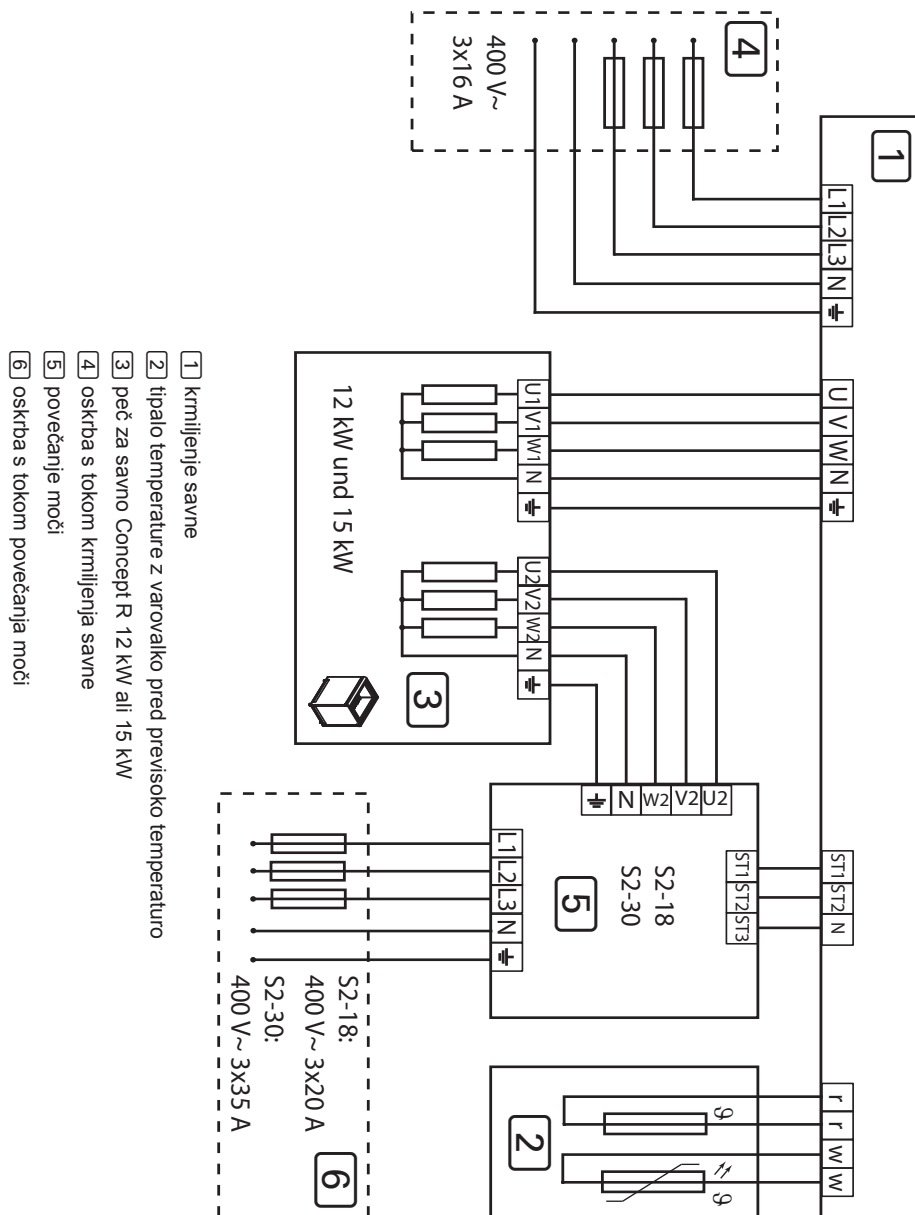 1
L1 L2 L3 N
U V W N
ST1 ST2 N
r r w w
4
400 V~
3x16 A
U1 V1 W1 N
U2 V2 W2 N
12 kW und 15 kW
3
ST1 ST2 ST3
U2 V2 W2 N
S2-18
S2-30
5
L1 L2 L3 N
ϑ
ϑ
2
S2-18:
400 V~ 3x20 A
S2-30:
400 V~ 3x35 A
6
1 krmiljenje savne
2 tipalo temperature z varovalko pred previsoko temperaturo
3 peč za savno Concept R 12 kW ali 15 kW
4 oskrba s tokom krmiljenja savne
5 povečanje moči
6 oskrba s tokom povečanja moči